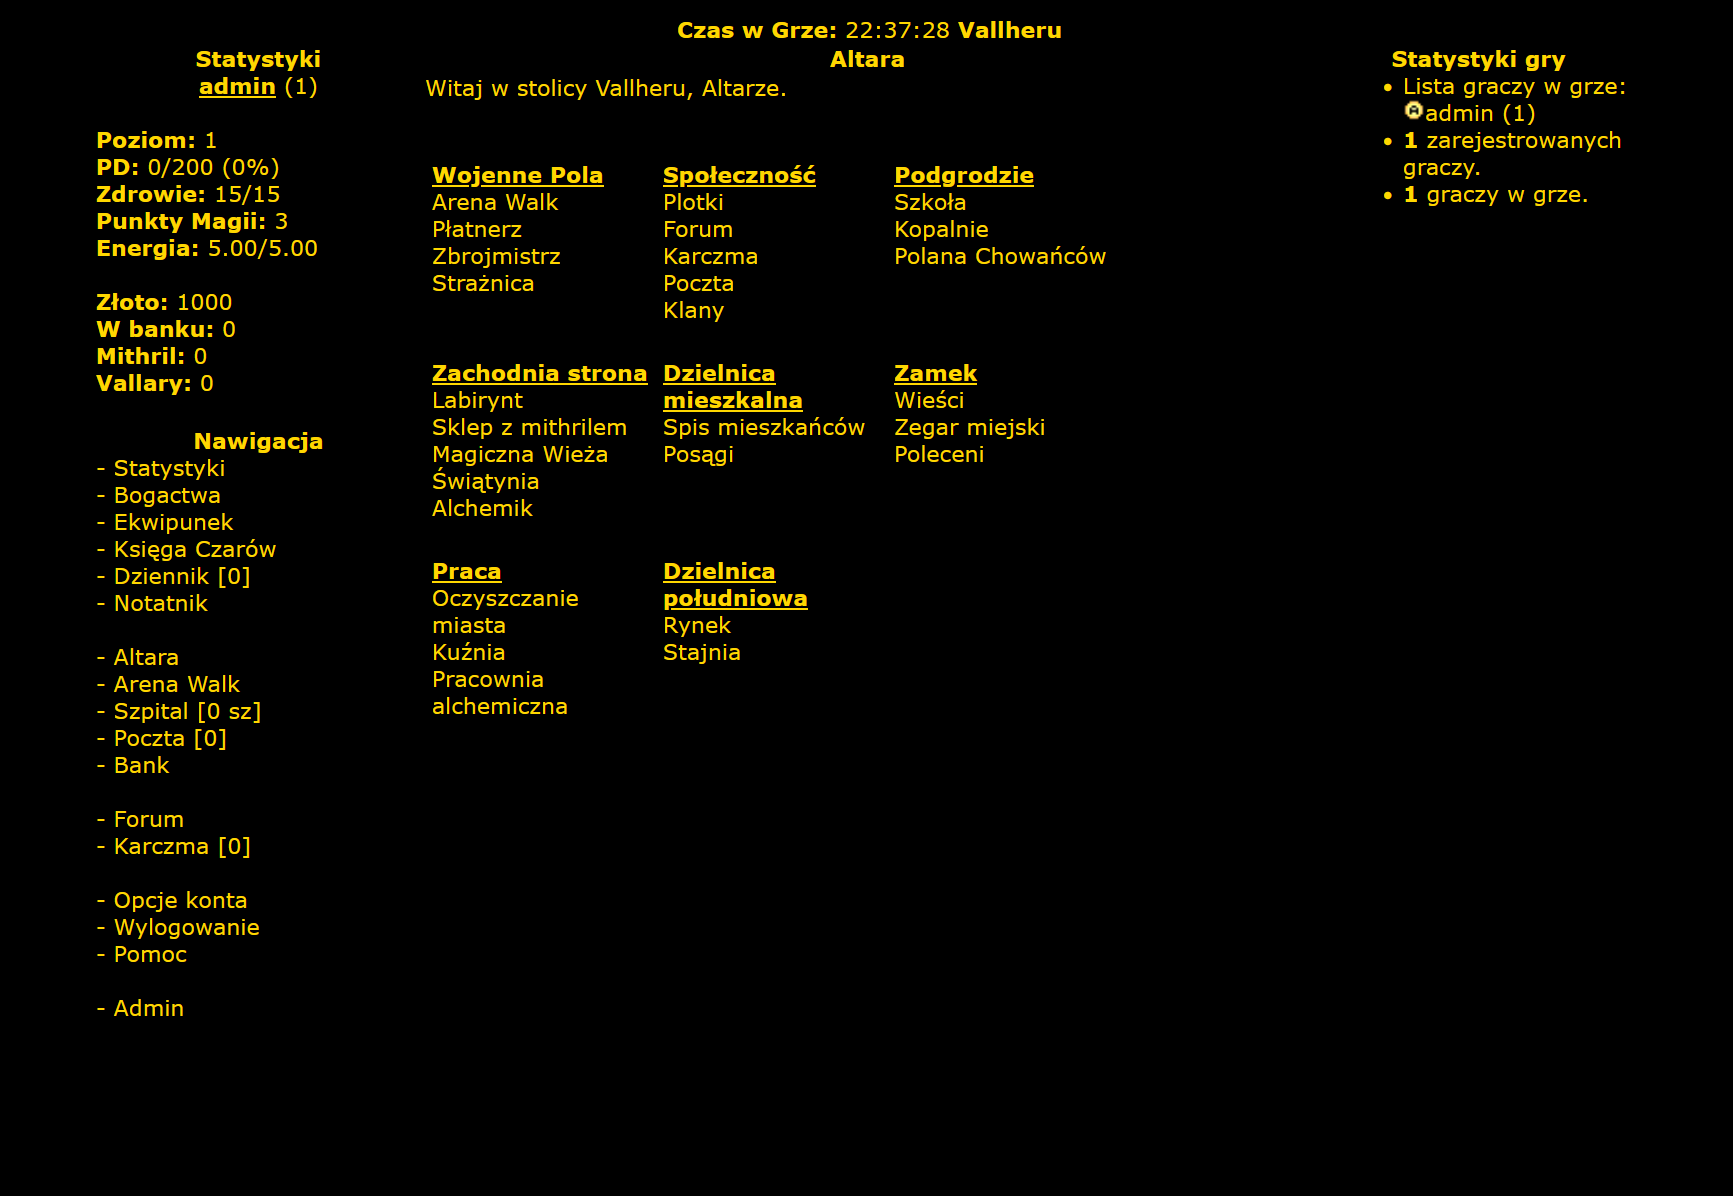 Czas w Grze: 22:37:28 Vallheru
Statystyki
admin (1)
Poziom: 1
PD: 0/200 (0%)
Zdrowie: 15/15
Punkty Magii: 3
Energia: 5.00/5.00
Złoto: 1000
W banku: 0
Mithril: 0
Vallary: 0
Nawigacja
- Statystyki
- Bogactwa
- Ekwipunek
- Księga Czarów
- Dziennik [0]
- Notatnik
- Altara
- Arena Walk
- Szpital [0 sz]
- Poczta [0]
- Bank
- Forum
- Karczma [0]
- Opcje konta
- Wylogowanie
- Pomoc
- Admin
Altara
Witaj w stolicy Vallheru, Altarze.
Wojenne Pola
Arena Walk
Płatnerz
Zbrojmistrz
Strażnica
Społeczność
Plotki
Forum
Karczma
Poczta
Klany
Podgrodzie
Szkoła
Kopalnie
Polana Chowańców
Zachodnia strona
Labirynt
Sklep z mithrilem
Magiczna Wieża
Świątynia
Alchemik
Dzielnica
mieszkalna
Spis mieszkańców
Posągi
Zamek
Wieści
Zegar miejski
Poleceni
Praca
Oczyszczanie
miasta
Kuźnia
Pracownia
alchemiczna
Dzielnica
południowa
Rynek
Stajnia
Statystyki gry
• Lista graczy w grze:
admin (1)
• 1 zarejestrowanych
graczy.
• 1 graczy w grze.